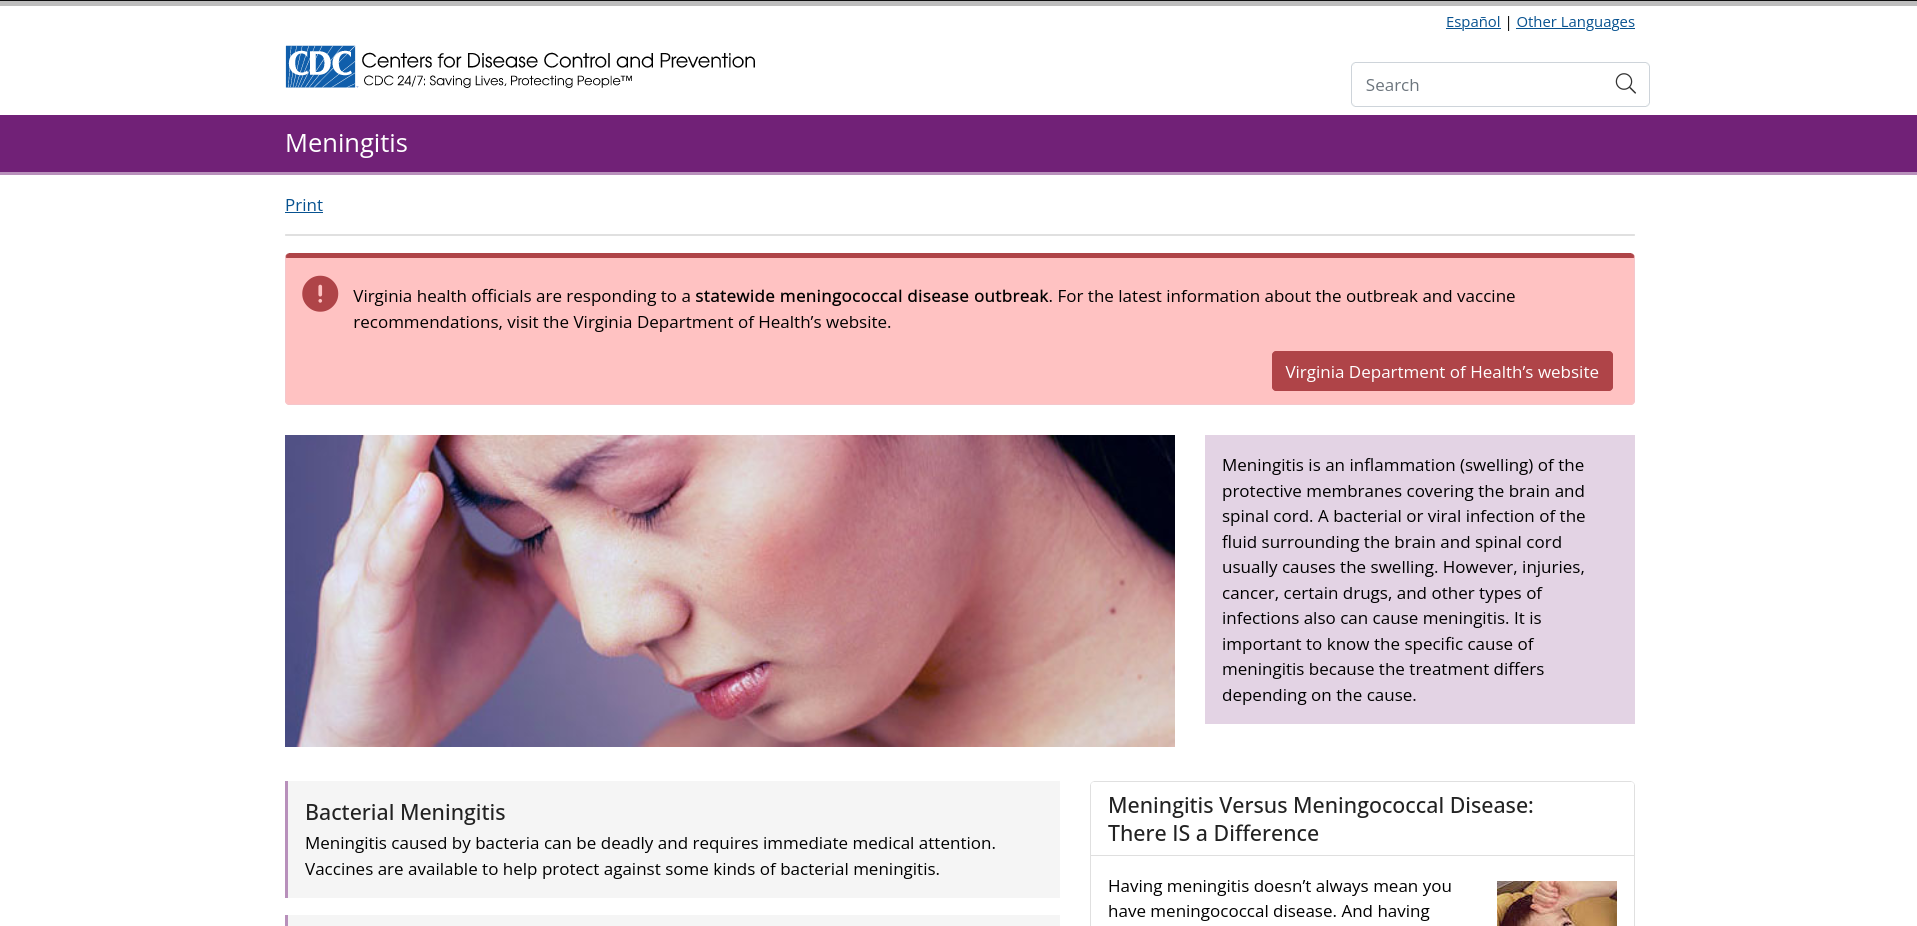 Español | Other Languages
CDC Centers for Disease Control and Prevention
CDC 24/7: Saving Lives, Protecting People™
Search
Meningitis
Print
Virginia health officials are responding to a statewide meningococcal disease outbreak. For the latest information about the outbreak and vaccine
recommendations, visit the Virginia Department of Health’s website.
Virginia Department of Health’s website
Meningitis is an inflammation (swelling) of the
protective membranes covering the brain and
spinal cord. A bacterial or viral infection of the
fluid surrounding the brain and spinal cord
usually causes the swelling. However, injuries,
cancer, certain drugs, and other types of
infections also can cause meningitis. It is
important to know the specific cause of
meningitis because the treatment differs
depending on the cause.
Bacterial Meningitis
Meningitis caused by bacteria can be deadly and requires immediate medical attention.
Vaccines are available to help protect against some kinds of bacterial meningitis.
Meningitis Versus Meningococcal Disease:
There IS a Difference
Having meningitis doesn’t always mean you
have meningococcal disease. And having